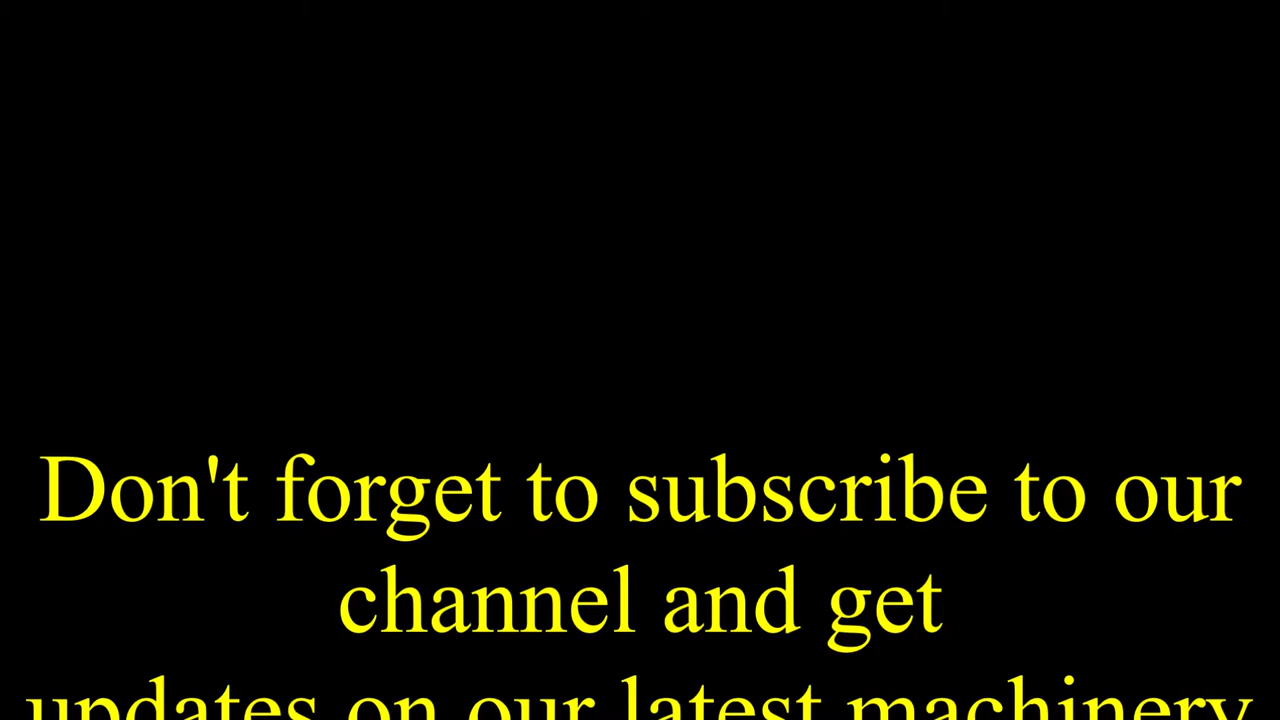 Don't forget to subscribe to our
channel and get
updates on our latest machinery